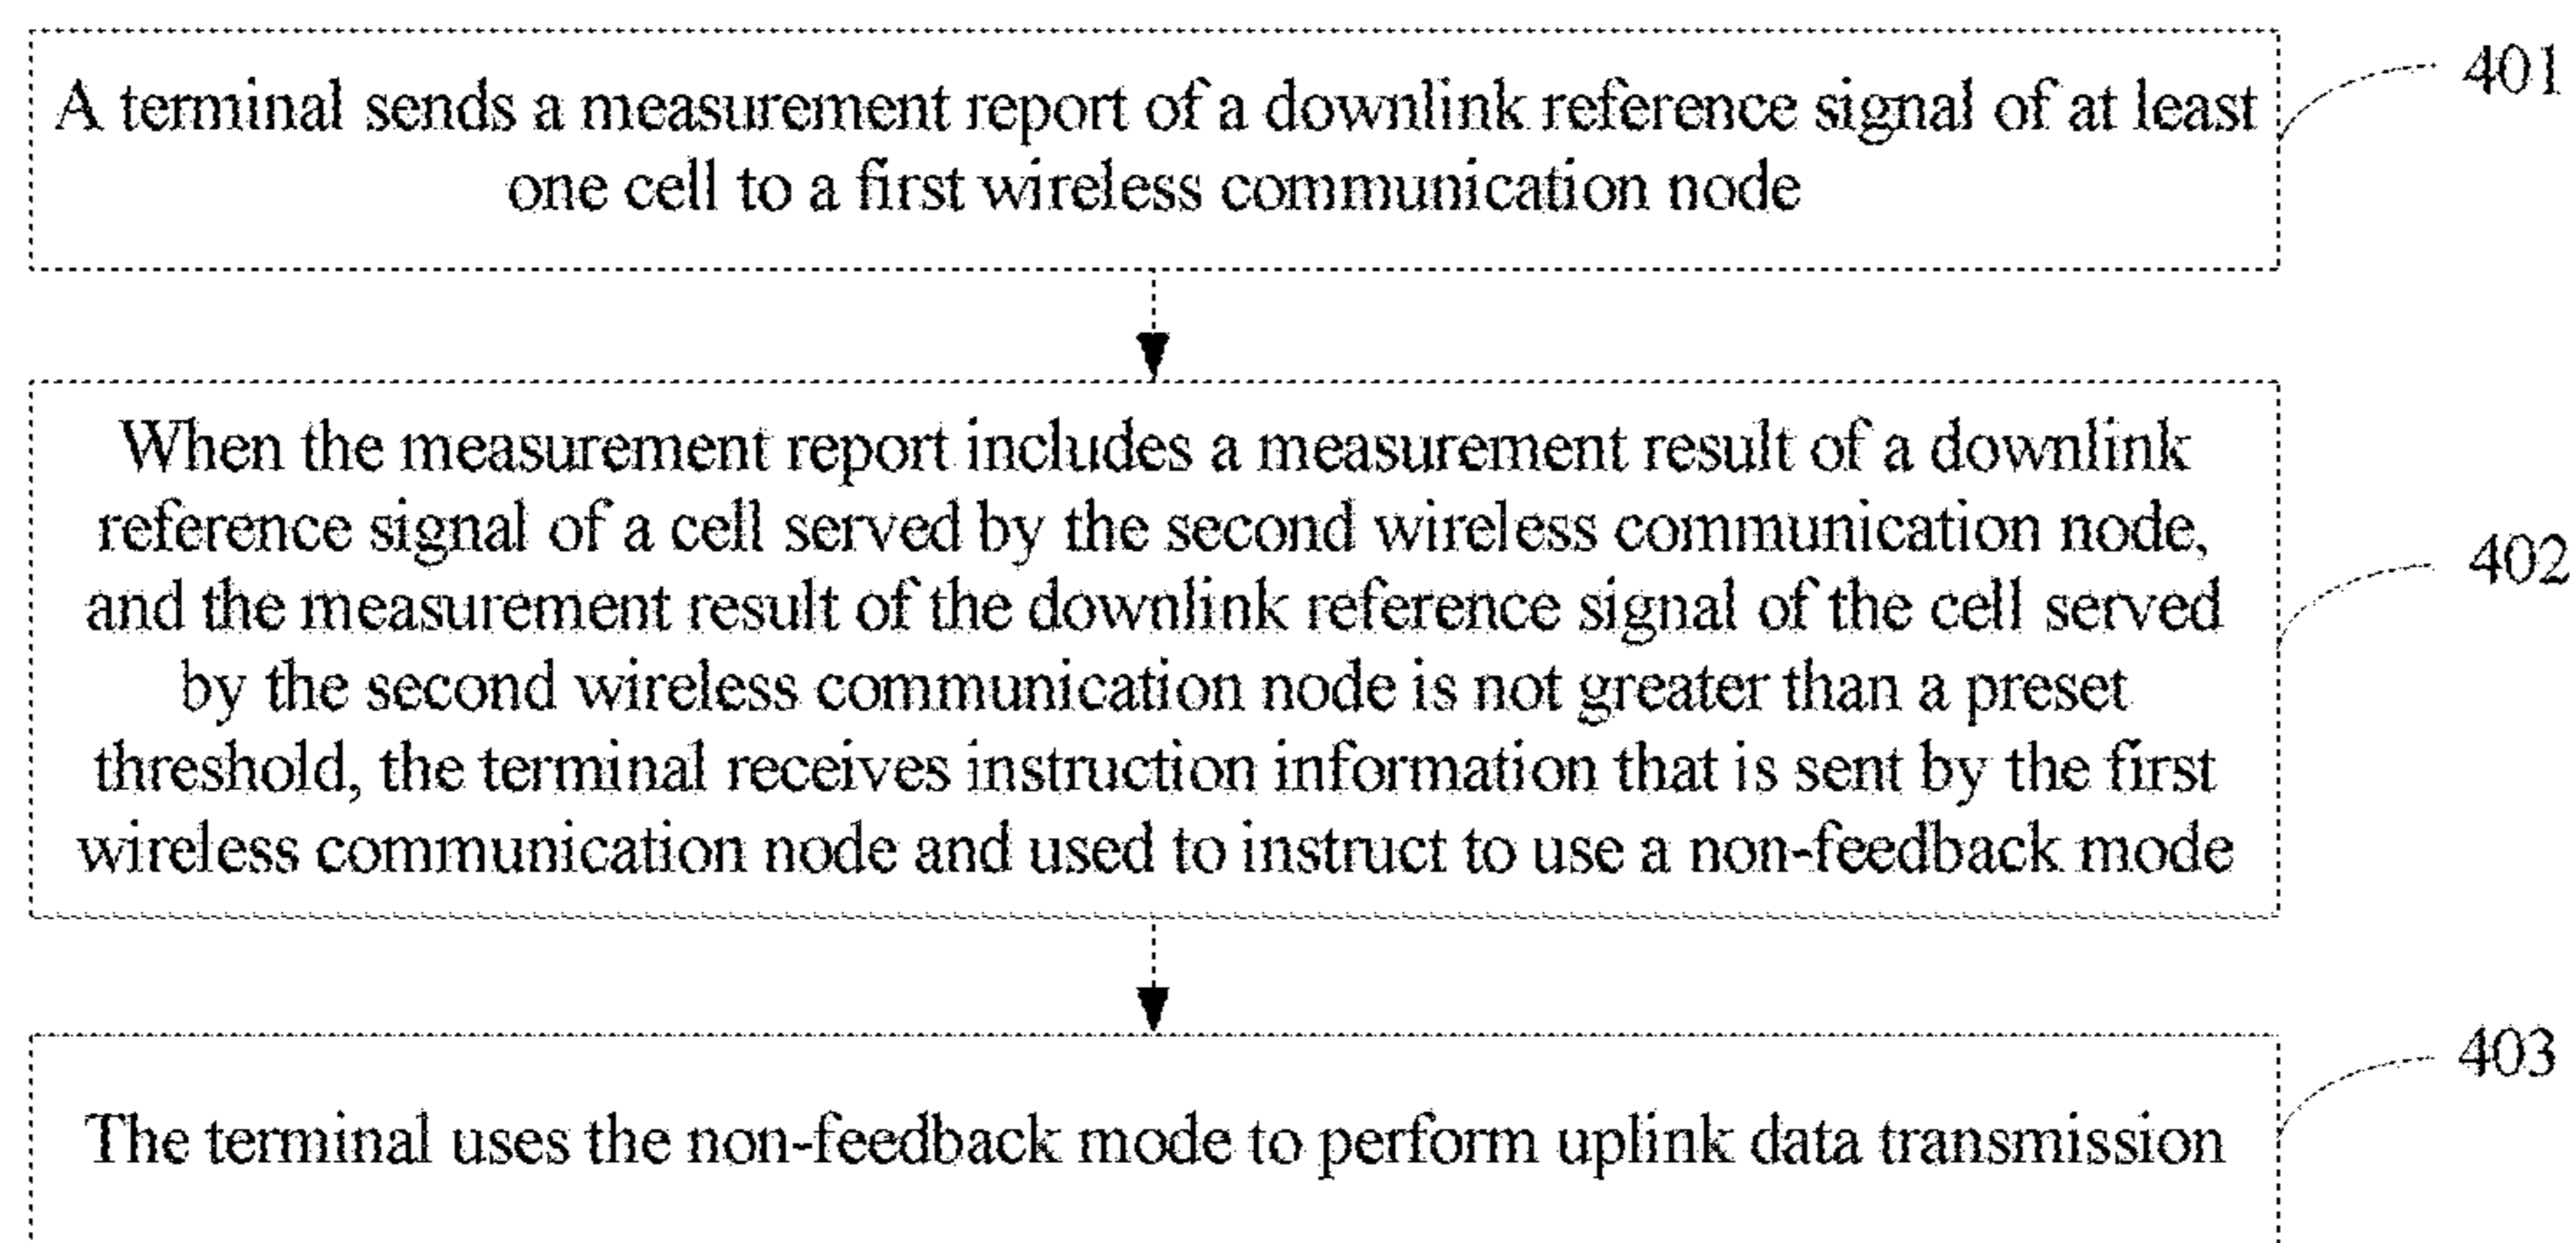 A terminal sends a measurement report of a downlink reference signal of at least
one cell to a first wireless communication node
401
When the measurement report includes a measurement result of a downlink
reference signal of a cell served by the second wireless communication node,
and the measurement result of the downlink reference signal of the cell served
by the second wireless communication node is not greater than a preset
threshold, the terminal receives instruction information that is sent by the first
wireless communication node and used to instruct to use a non-feedback mode
402
The terminal uses the non-feedback mode to perform uplink data transmission
403